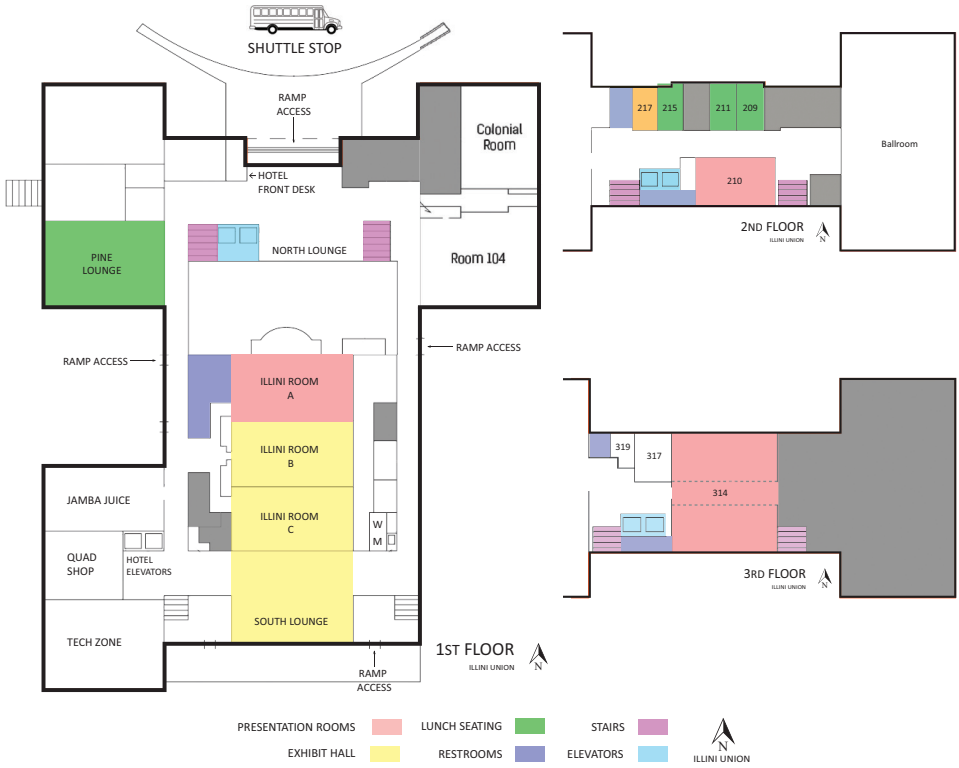 SHUTTLE STOP
RAMP
ACCESS
Colonial
Room
HOTEL
FRONT DESK
NORTH LOUNGE
Room 104
PINE
LOUNGE
RAMP ACCESS
RAMP ACCESS
ILLINI ROOM
A
ILLINI ROOM
B
ILLINI ROOM
C
JAMBA JUICE
W
M
QUAD
SHOP
HOTEL
ELEVATORS
TECH ZONE
SOUTH LOUNGE
RAMP
ACCESS
1ST FLOOR
ILLINI UNION
N
217
215
211
209
Ballroom
210
2ND FLOOR
ILLINI UNION
N
319
317
314
3RD FLOOR
ILLINI UNION
N
PRESENTATION ROOMS
LUNCH SEATING
STAIRS
EXHIBIT HALL
RESTROOMS
ELEVATORS
N
ILLINI UNION